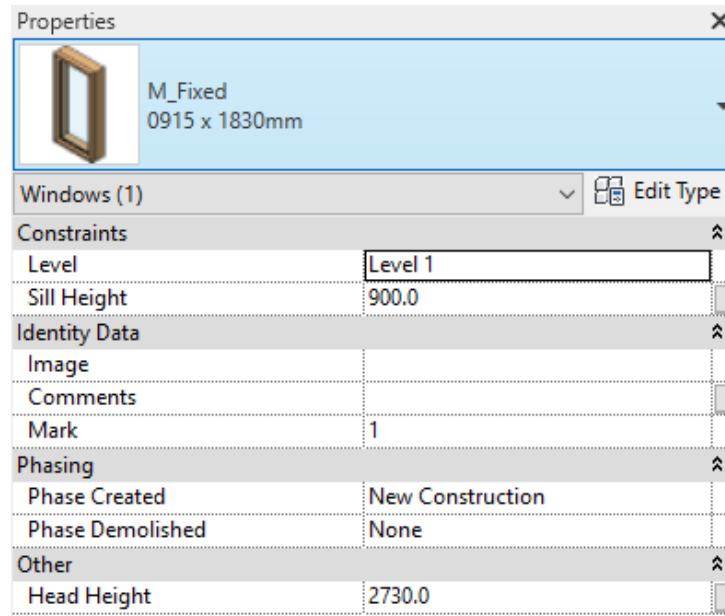 Properties
M_Fixed
0915 x 1830mm
Windows (1) Edit Type
Constraints
Level Level 1
Sill Height 900.0
Identity Data
Image
Comments
Mark 1
Phasing
Phase Created New Construction
Phase Demolished None
Other
Head Height 2730.0